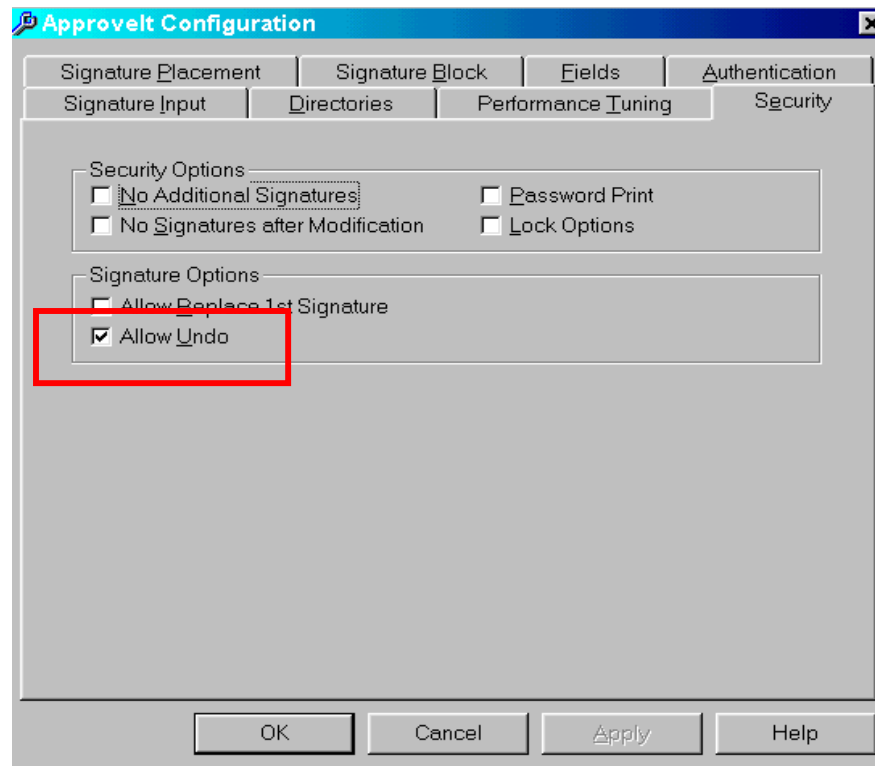 ApproveIt Configuration
Signature Placement Signature Block Fields Authentication
Signature Input Directories Performance Tuning Security
Security Options
No Additional Signatures Password Print
No Signatures after Modification Lock Options
Signature Options
Allow Replace 1st Signature
Allow Undo
OK Cancel Apply Help